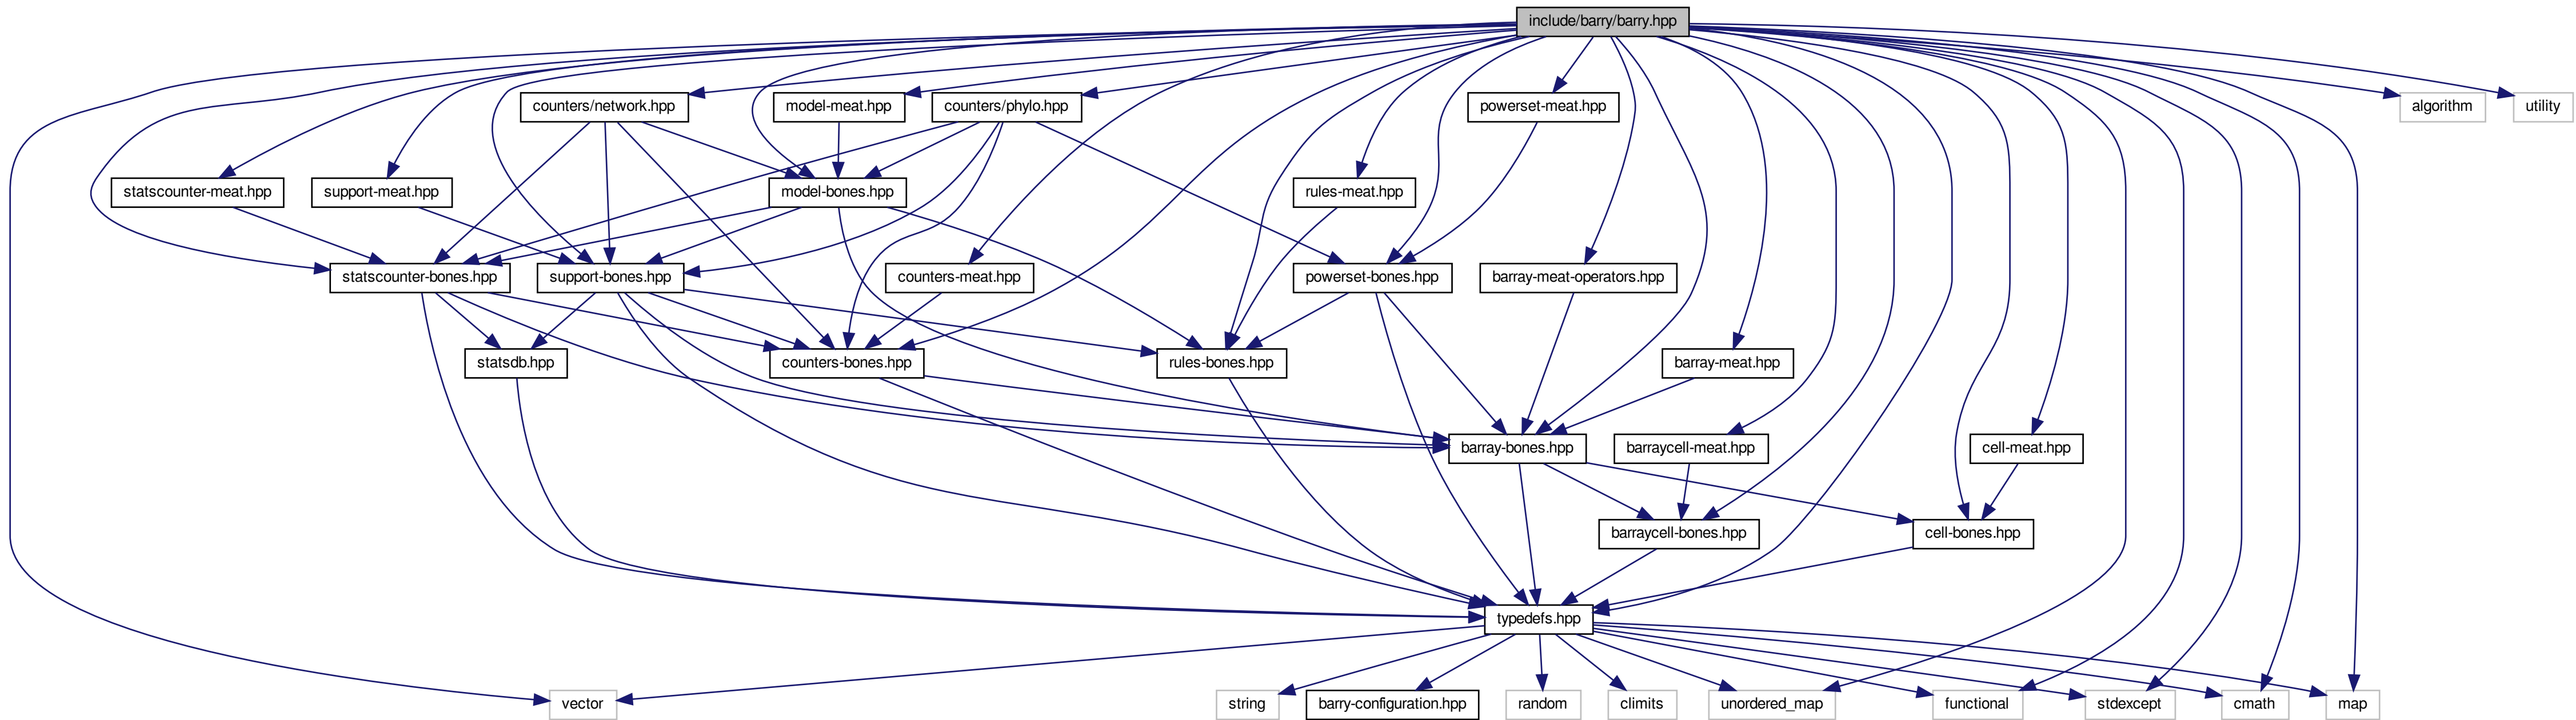 include/barry/barry.hpp
counters/network.hpp
model-meat.hpp
counters/phylo.hpp
powerset-meat.hpp
algorithm
utility
statscounter-meat.hpp
support-meat.hpp
model-bones.hpp
rules-meat.hpp
statscounter-bones.hpp
support-bones.hpp
counters-meat.hpp
powerset-bones.hpp
barray-meat-operators.hpp
statsdb.hpp
counters-bones.hpp
rules-bones.hpp
barray-meat.hpp
barray-bones.hpp
barraycell-meat.hpp
cell-meat.hpp
barraycell-bones.hpp
cell-bones.hpp
typedefs.hpp
vector
string
barry-configuration.hpp
random
climits
unordered_map
functional
stdexcept
cmath
map